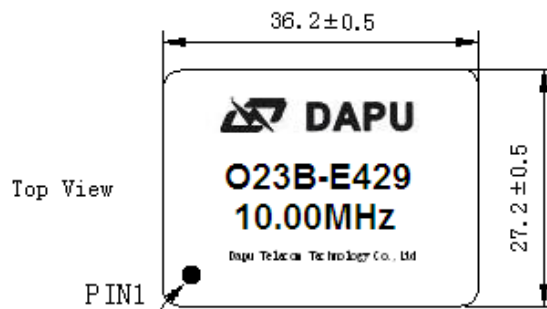 36.2±0.5
DAPU
O23B-E429
10.00MHz
Dapu Telecom Technology Co., Ltd
Top View
27.2±0.5
PIN1